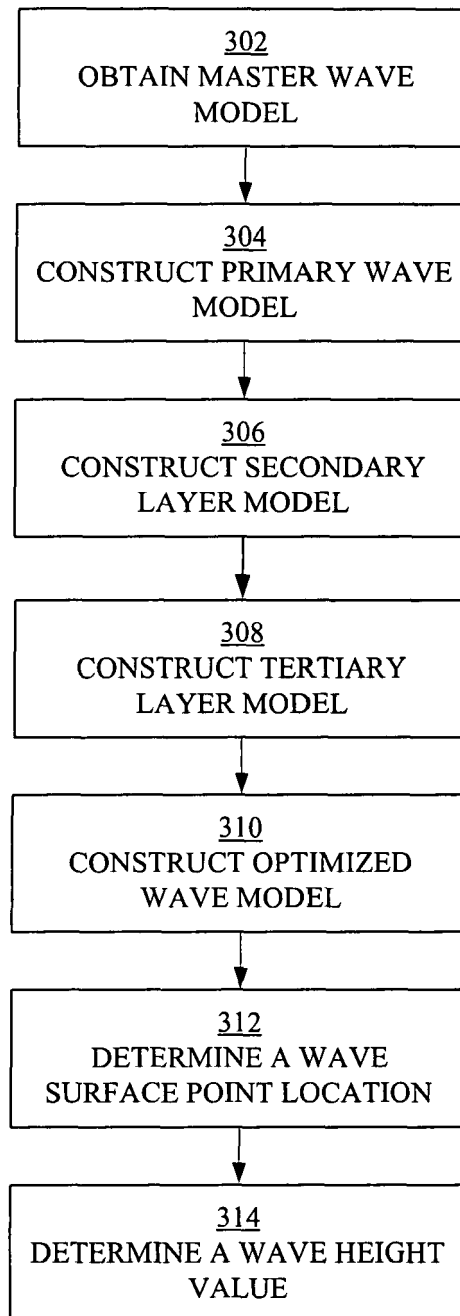 302
OBTAIN MASTER WAVE
MODEL
304
CONSTRUCT PRIMARY WAVE
MODEL
306
CONSTRUCT SECONDARY
LAYER MODEL
308
CONSTRUCT TERTIARY
LAYER MODEL
310
CONSTRUCT OPTIMIZED
WAVE MODEL
312
DETERMINE A WAVE
SURFACE POINT LOCATION
314
DETERMINE A WAVE HEIGHT
VALUE